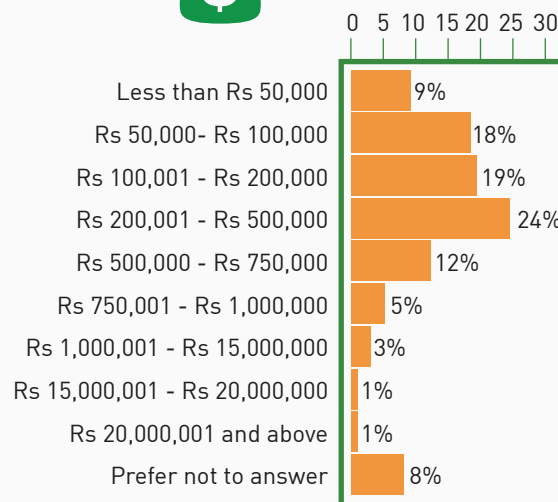 $
0 5 10 15 20 25 30
Less than Rs 50,000 9%
Rs 50,000- Rs 100,000 18%
Rs 100,001 - Rs 200,000 19%
Rs 200,001 - Rs 500,000 24%
Rs 500,000 - Rs 750,000 12%
Rs 750,001 - Rs 1,000,000 5%
Rs 1,000,001 - Rs 15,000,000 3%
Rs 15,000,001 - Rs 20,000,000 1%
Rs 20,000,001 and above 1%
Prefer not to answer 8%